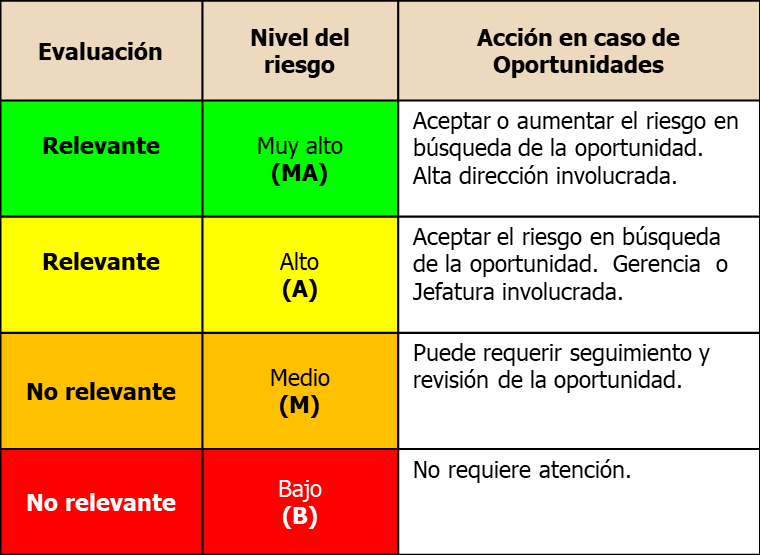 Evaluación
Nivel del
riesgo
Acción en caso de
Oportunidades
Relevante
Muy alto
(MA)
Aceptar o aumentar el riesgo en
búsqueda de la oportunidad.
Alta dirección involucrada.
Relevante
Alto
(A)
Aceptar el riesgo en búsqueda
de la oportunidad.  Gerencia  o
Jefatura involucrada.
No relevante
Medio
(M)
Puede requerir seguimiento y
revisión de la oportunidad.
No relevante
Bajo
(B)
No requiere atención.